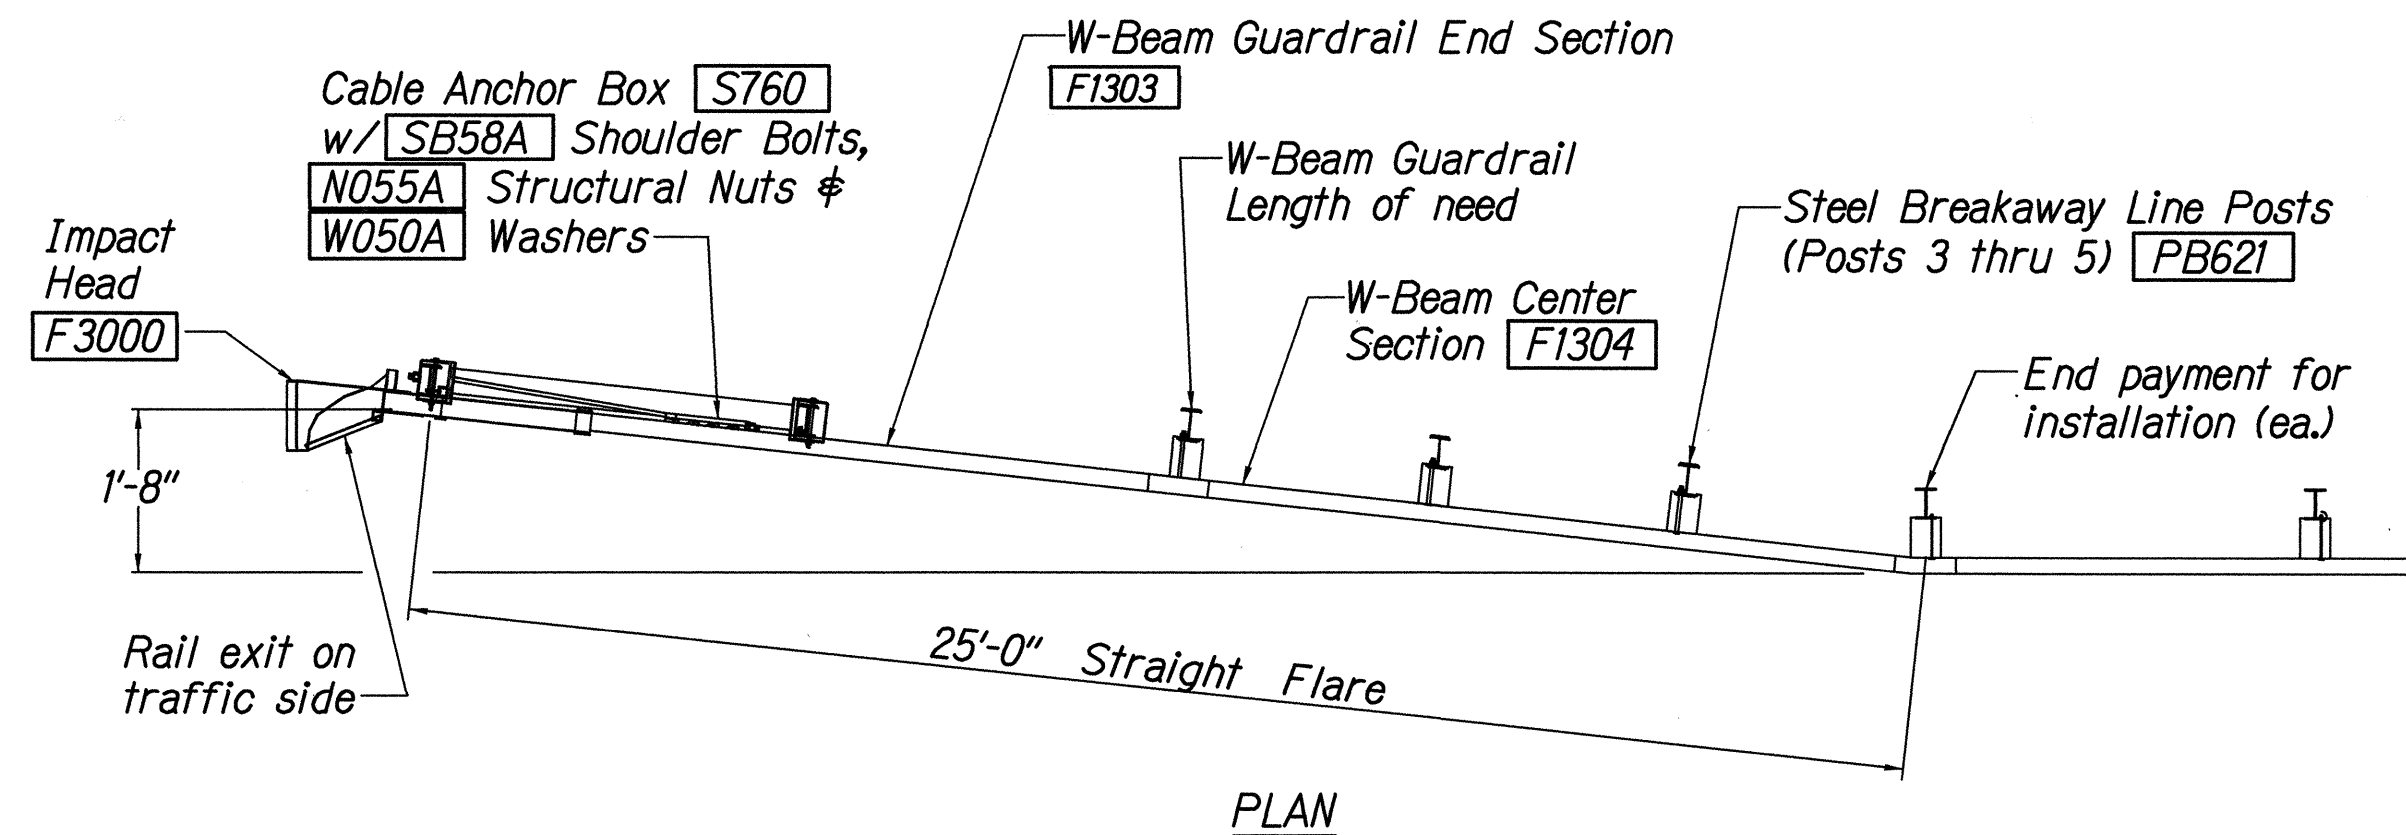 W-Beam Guardrail End Section
F1303
Cable Anchor Box S760
w/ SB58A Shoulder Bolts,
N055A Structural Nuts &
W050A Washers
W-Beam Guardrail
Length of need
Steel Breakaway Line Posts
(Posts 3 thru 5) PB621
Impact
Head
F3000
W-Beam Center
Section F1304
End payment for
installation (ea.)
1'-8"
Rail exit on
traffic side
25'-0" Straight Flare
PLAN